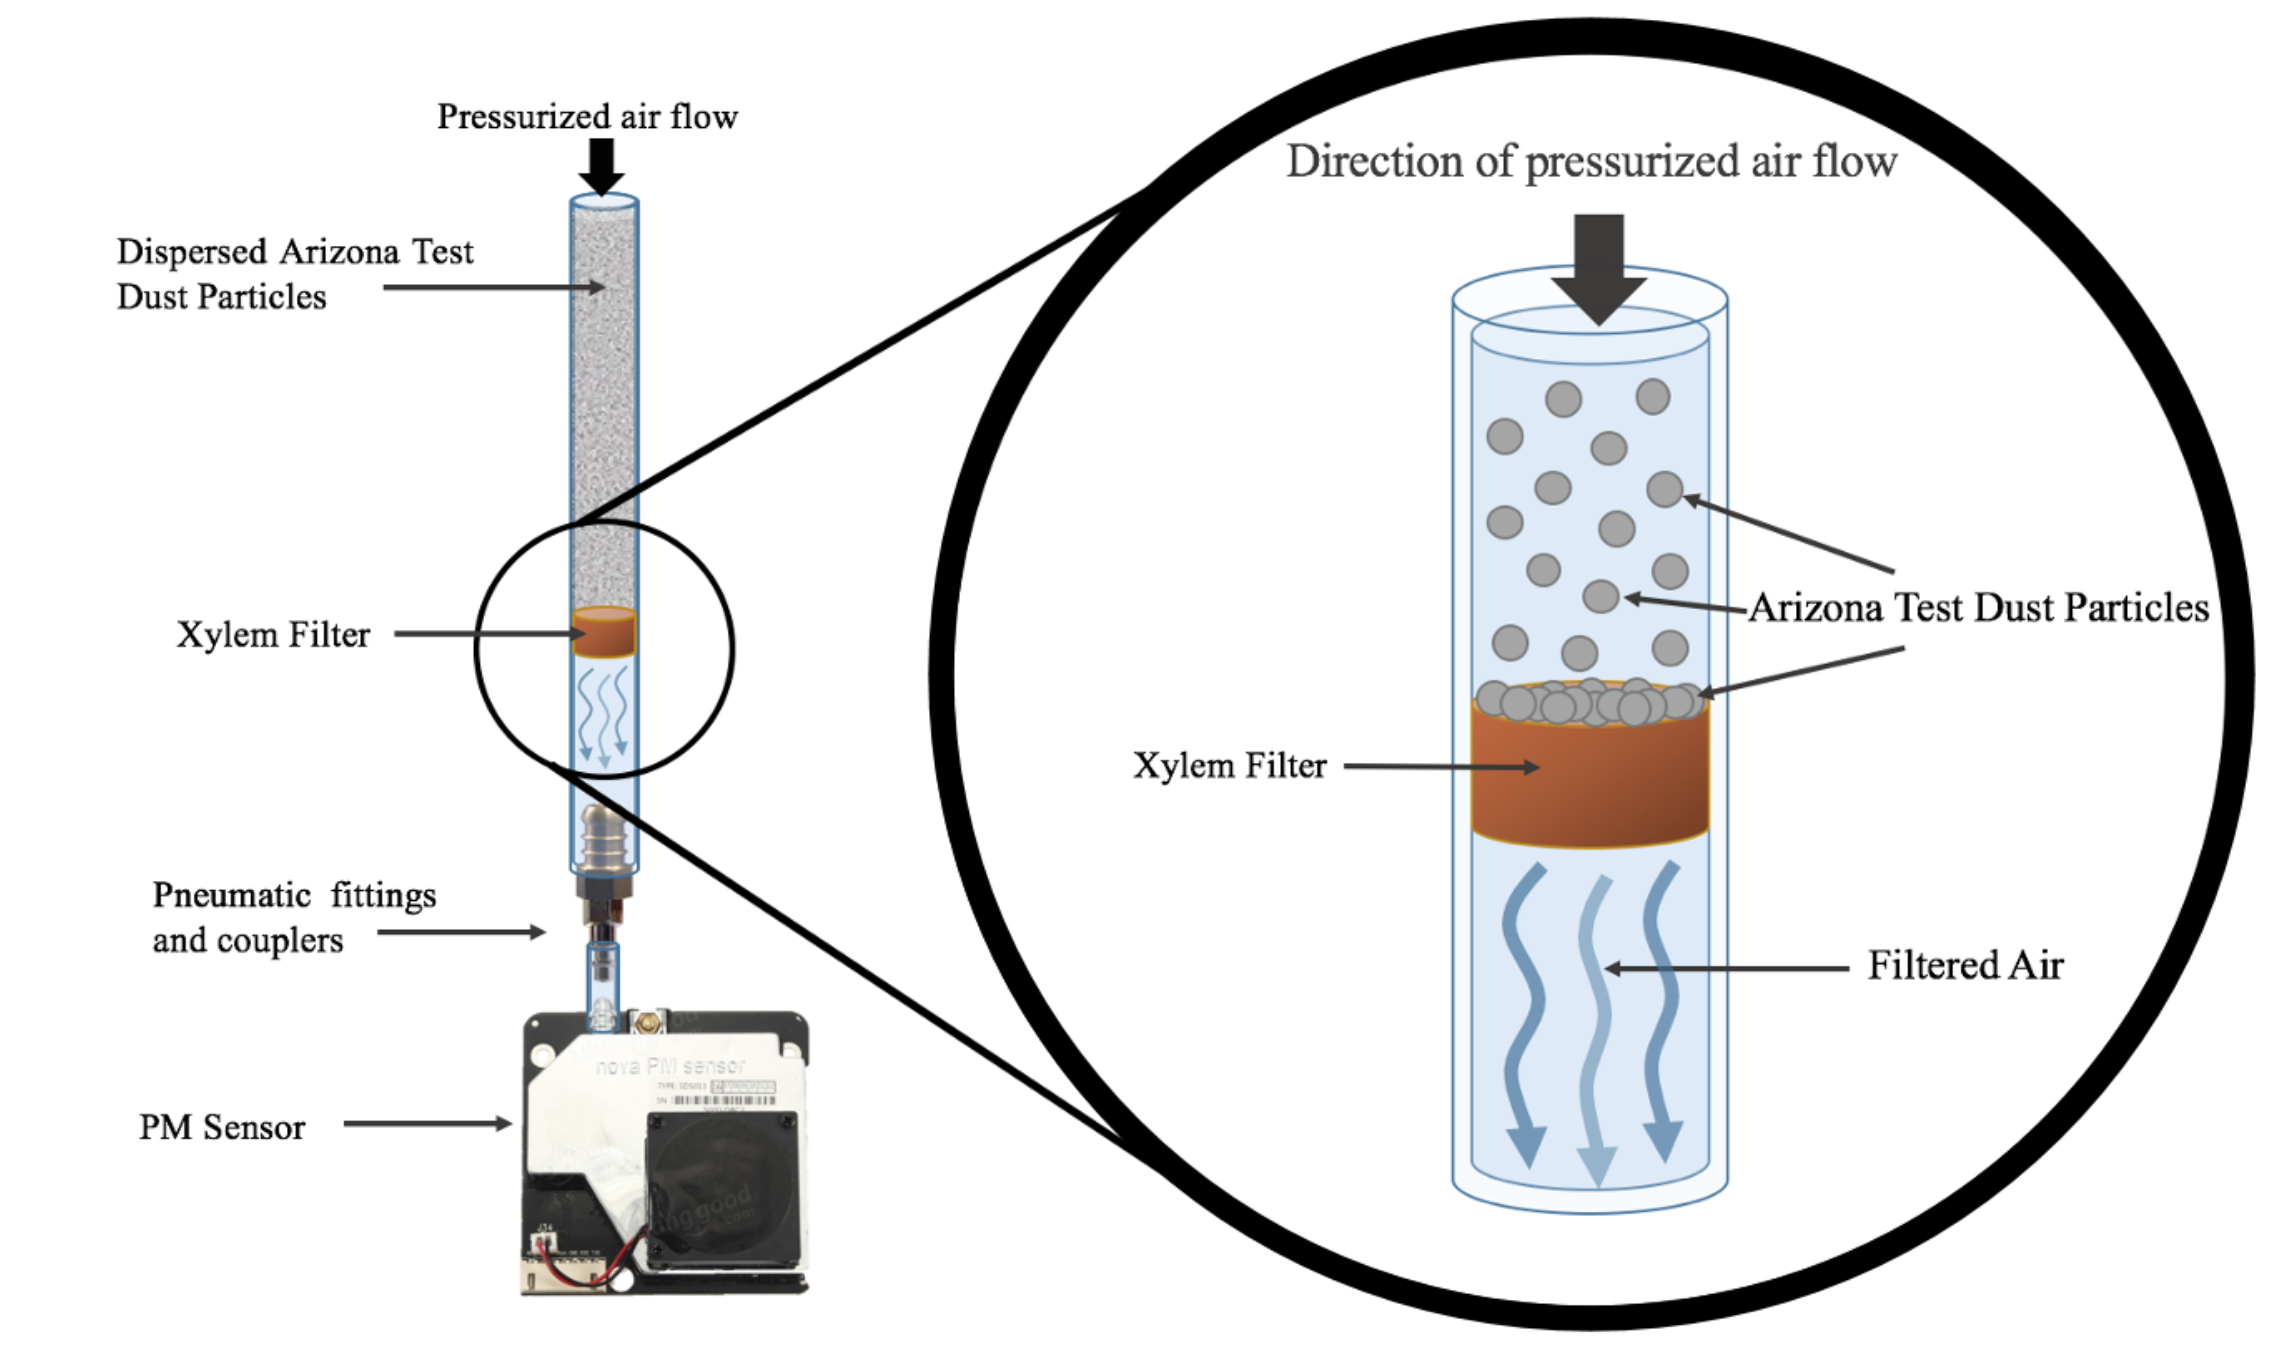 Pressurized air flow
Dispersed Arizona Test
Dust Particles
Xylem Filter
Pneumatic fittings
and couplers
PM Sensor
nova PM sensor
TYPE: SDS011
SN
Direction of pressurized air flow
Arizona Test Dust Particles
Xylem Filter
Filtered Air